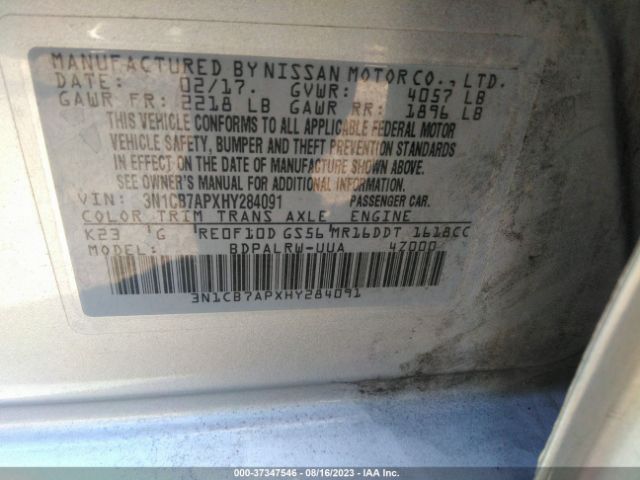 MANUFACTURED BY NISSAN MOTOR CO., LTD.
DATE: 02/17. GVWR: 4057 LB
GAWR FR: 2218 LB GAWR RR: 1896 LB
THIS VEHICLE CONFORMS TO ALL APPLICABLE FEDERAL MOTOR
VEHICLE SAFETY, BUMPER AND THEFT PREVENTION STANDARDS
IN EFFECT ON THE DATE OF MANUFACTURE SHOWN ABOVE.
SEE OWNER'S MANUAL FOR ADDITIONAL INFORMATION.
VIN: 3N1CB7APXHY284091 PASSENGER CAR.
COLOR TRIM TRANS AXLE ENGINE
K23 G RE0F10D GS56 MR16DDT 1618CC
MODEL: BDPALRW-UUA 4Z000
3N1CB7APXHY284091
000-37347546 / 08/16/2023 / IAA Inc.